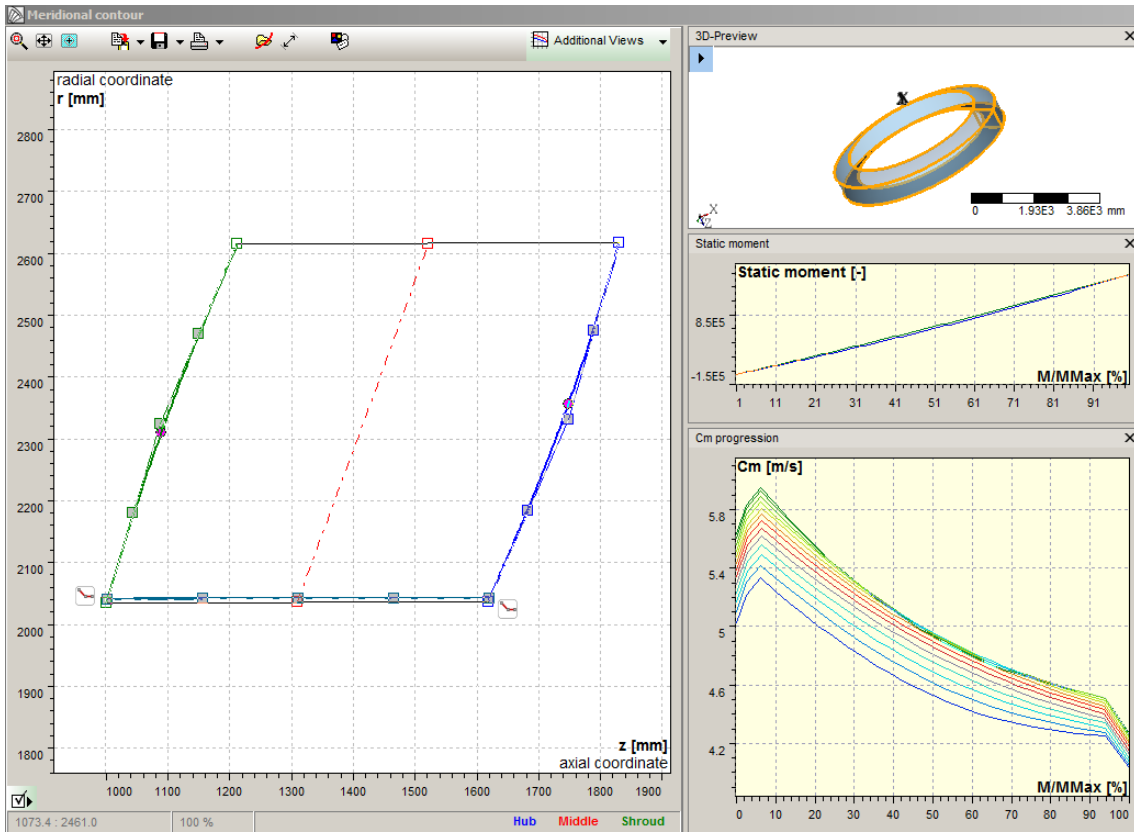 Meridional contour
Additional Views
radial coordinate
r [mm]
2800
2700
2600
2500
2400
2300
2200
2100
2000
1900
1800
z [mm]
axial coordinate
1000 1100 1200 1300 1400 1500 1600 1700 1800 1900
1073.4 : 2461.0
100 %
Hub Middle Shroud
3D-Preview
X
0 1.93E3 3.86E3 mm
X
Z
Static moment
Static moment [-]
8.5E5
-1.5E5
M/MMax [%]
1 11 21 31 41 51 61 71 81 91
Cm progression
Cm [m/s]
5.8
5.4
5
4.6
4.2
M/MMax [%]
0 10 20 30 40 50 60 70 80 90 100